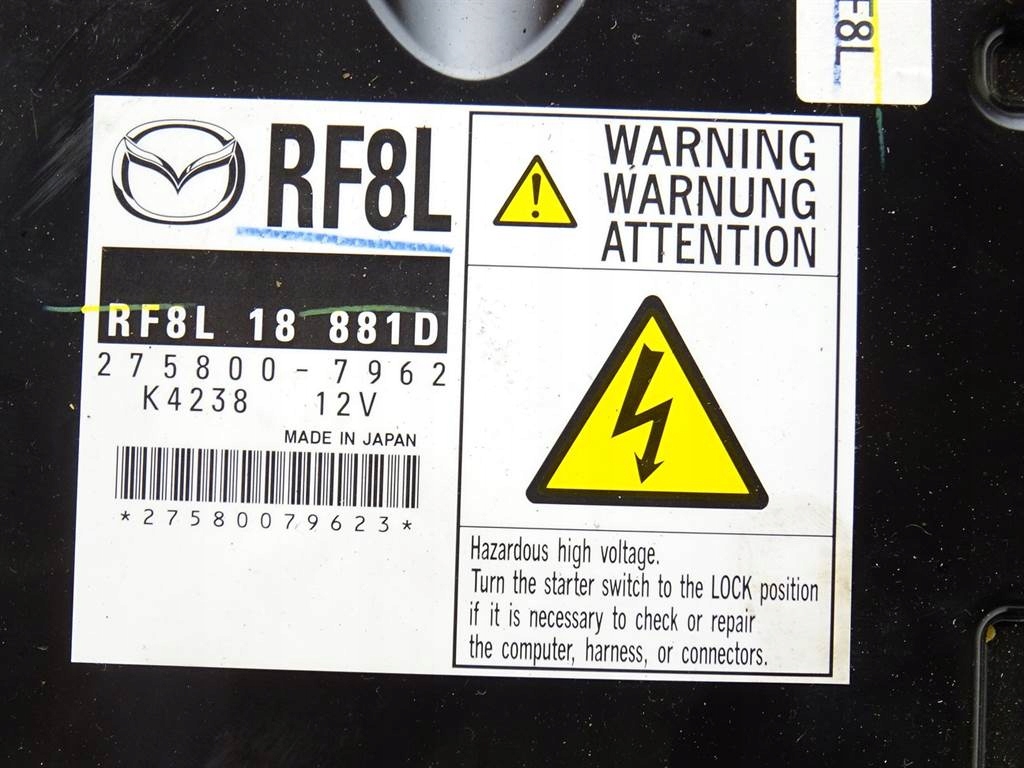 F8L
RF8L
RF8L 18 881D
275800-7962
K4238 12V
MADE IN JAPAN
*27580079623*
WARNING
WARNUNG
ATTENTION
Hazardous high voltage.
Turn the starter switch to the LOCK position
if it is necessary to check or repair
the computer, harness, or connectors.